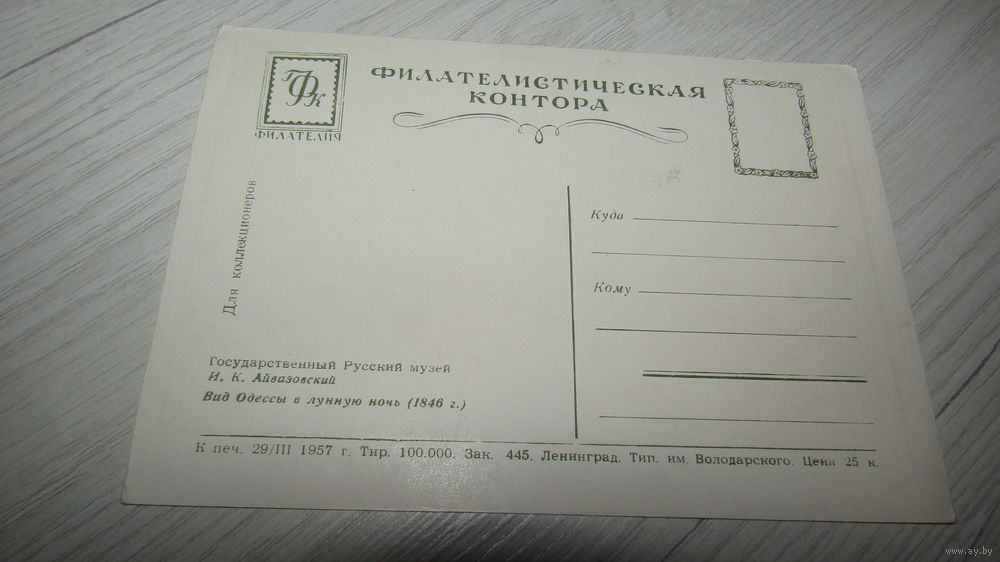 ФК
ФИЛАТЕЛИЯ
ФИЛАТЕЛИСТИЧЕСКАЯ
КОНТОРА
Для коллекционеров
Куда
Кому
Государственный Русский музей
И. К. Айвазовский
Вид Одессы в лунную ночь (1846 г.)
К печ. 29/III 1957 г. Тир. 100.000. Зак. 445. Ленинград. Тип. им. Володарского. Цена 25 к.
www.ay.by